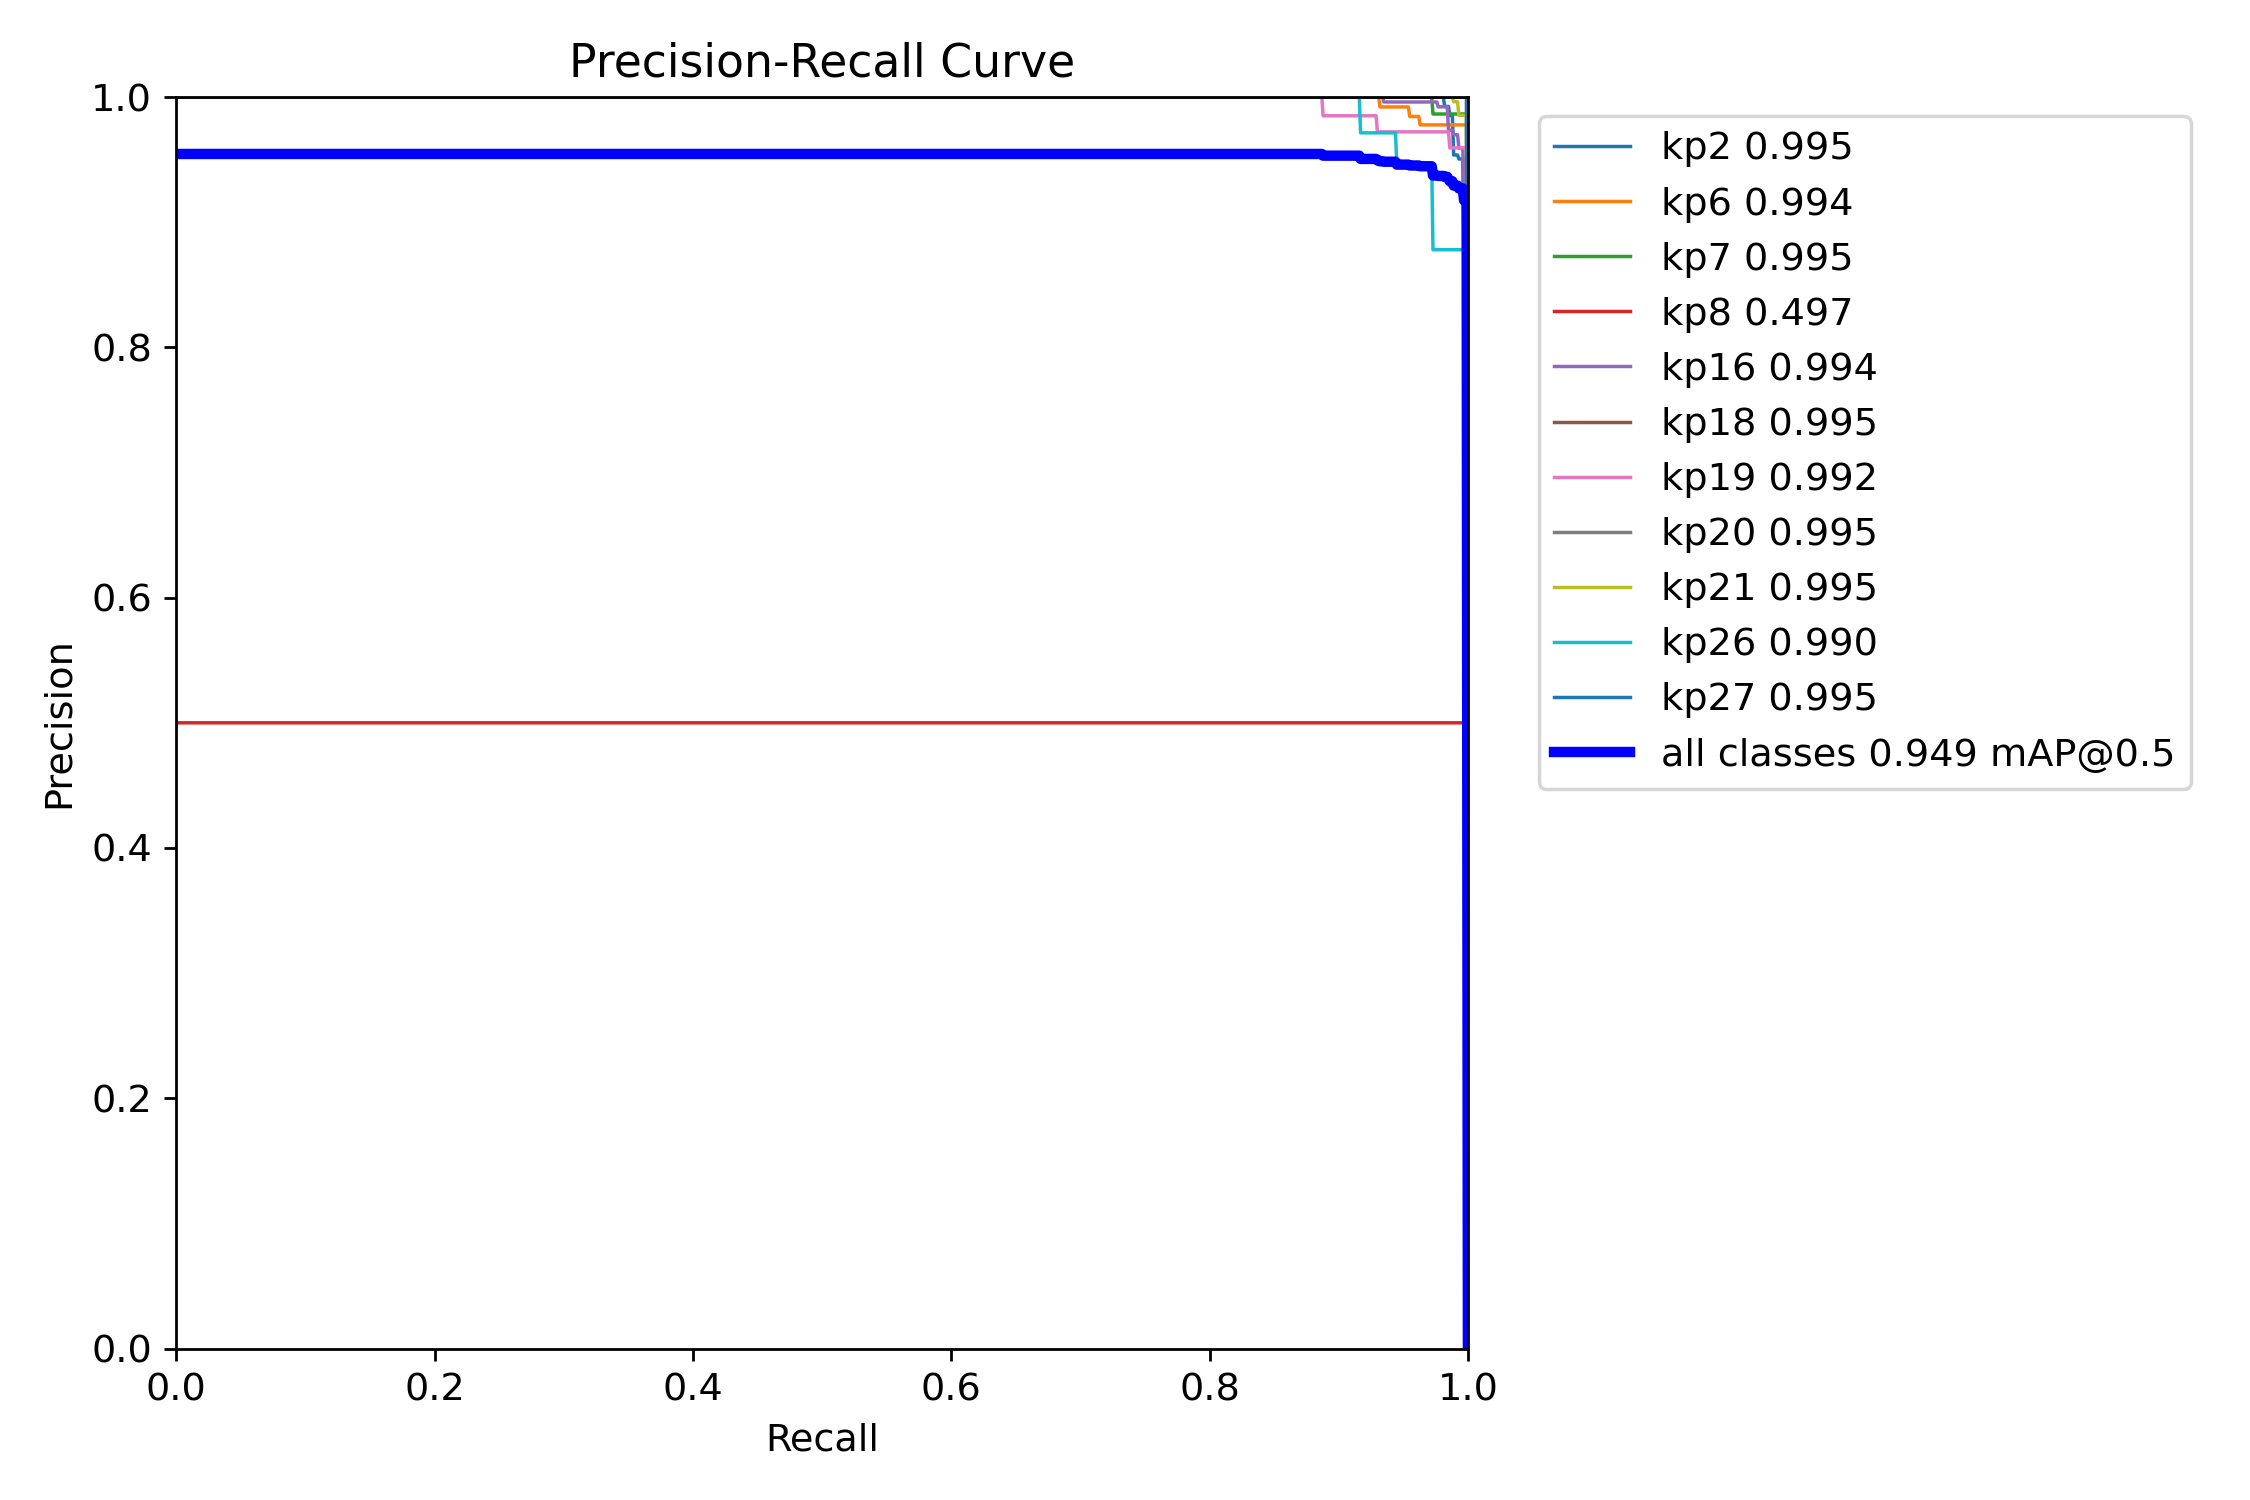 Precision-Recall Curve
1.0
0.8
0.6
0.4
0.2
0.0
Precision
0.0 0.2 0.4 0.6 0.8 1.0
Recall
kp2 0.995
kp6 0.994
kp7 0.995
kp8 0.497
kp16 0.994
kp18 0.995
kp19 0.992
kp20 0.995
kp21 0.995
kp26 0.990
kp27 0.995
all classes 0.949 mAP@0.5